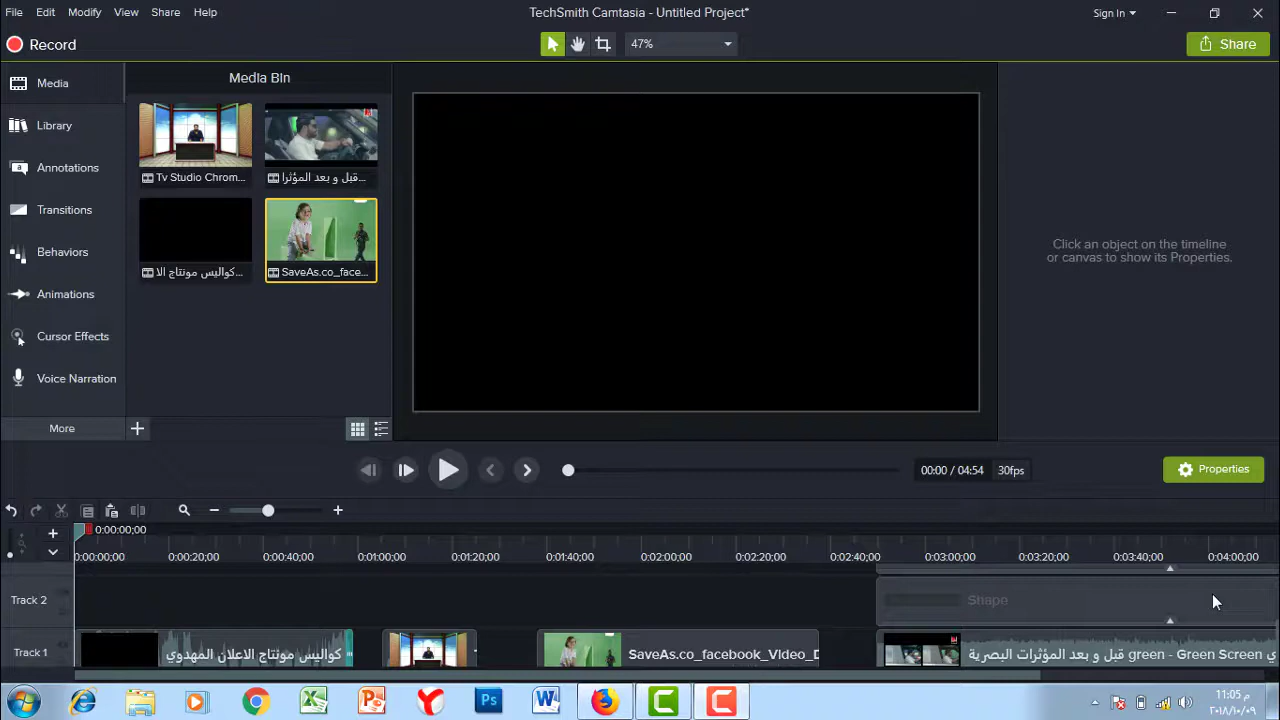 File Edit Modify View Share Help
TechSmith Camtasia - Untitled Project*
Sign In
Record
47%
Share
Media
Library
Annotations
Transitions
Behaviors
Animations
Cursor Effects
Voice Narration
More
Media Bin
Tv Studio Chrom...
قبل و بعد المؤثرا...
كواليس مونتاج الا...
SaveAs.co_face...
Click an object on the timeline
or canvas to show its Properties.
00:00 / 04:54 30fps
Properties
0:00:00;00
0:00:00;00 0:00:20;00 0:00:40;00 0:01:00;00 0:01:20;00 0:01:40;00 0:02:00;00 0:02:20;00 0:02:40;00 0:03:00;00 0:03:20;00 0:03:40;00 0:04:00;00
Track 2
Shape
Track 1
كواليس مونتاج الاعلان المهدوي
SaveAs.co_facebook_VIdeo_D
قبل و بعد المؤثرات البصرية green - Green Screen ي
11:05 م
٢٠١٨/١٠/٠٩